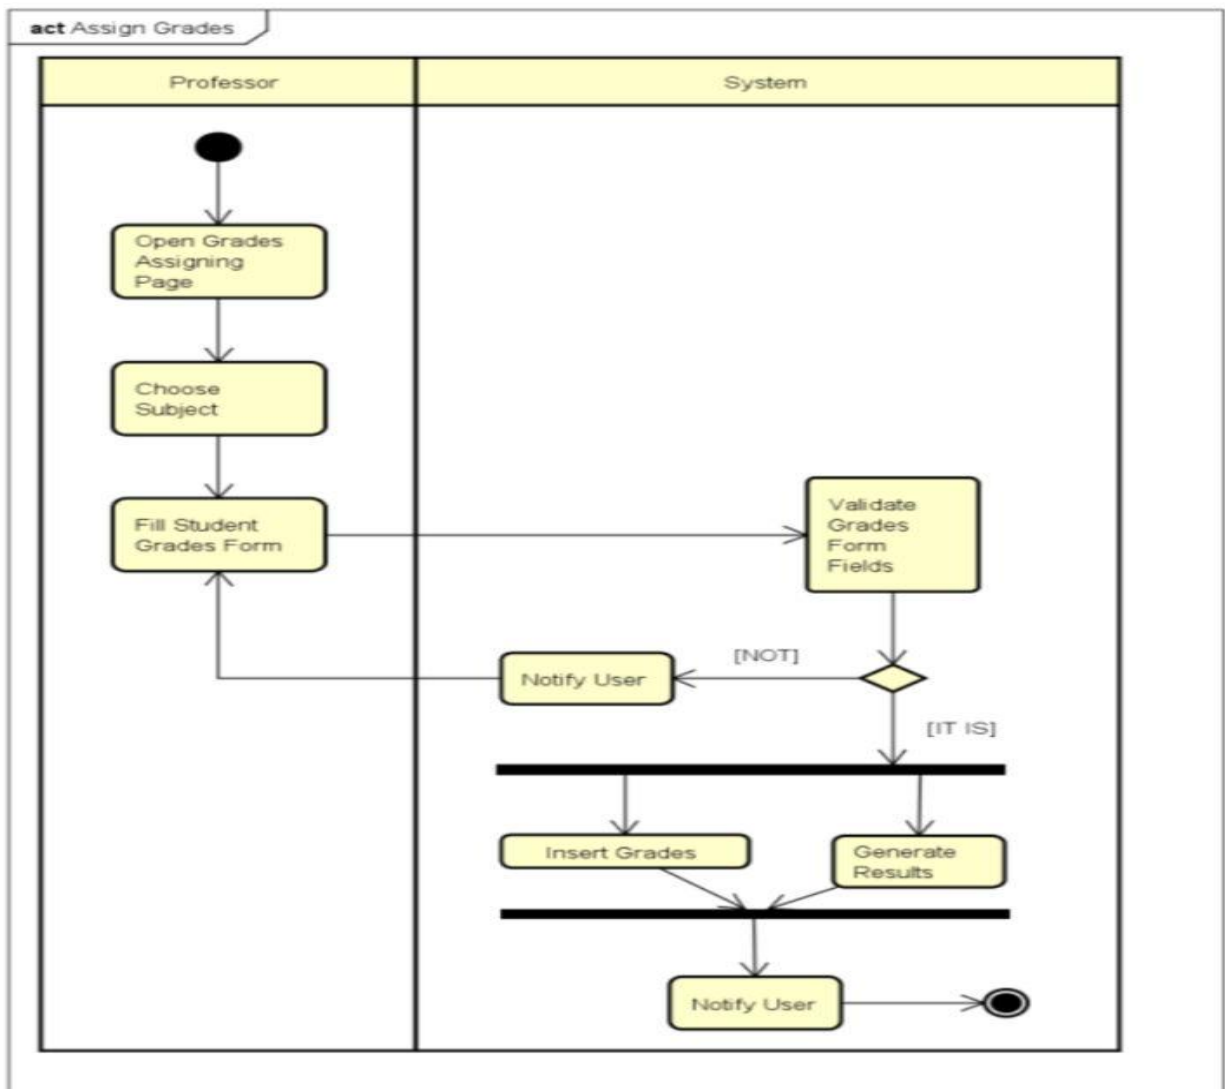 act Assign Grades
Professor
System
Open Grades
Assigning
Page
Choose
Subject
Fill Student
Grades Form
Validate
Grades
Form
Fields
[NOT]
Notify User
[IT IS]
Insert Grades
Generate
Results
Notify User